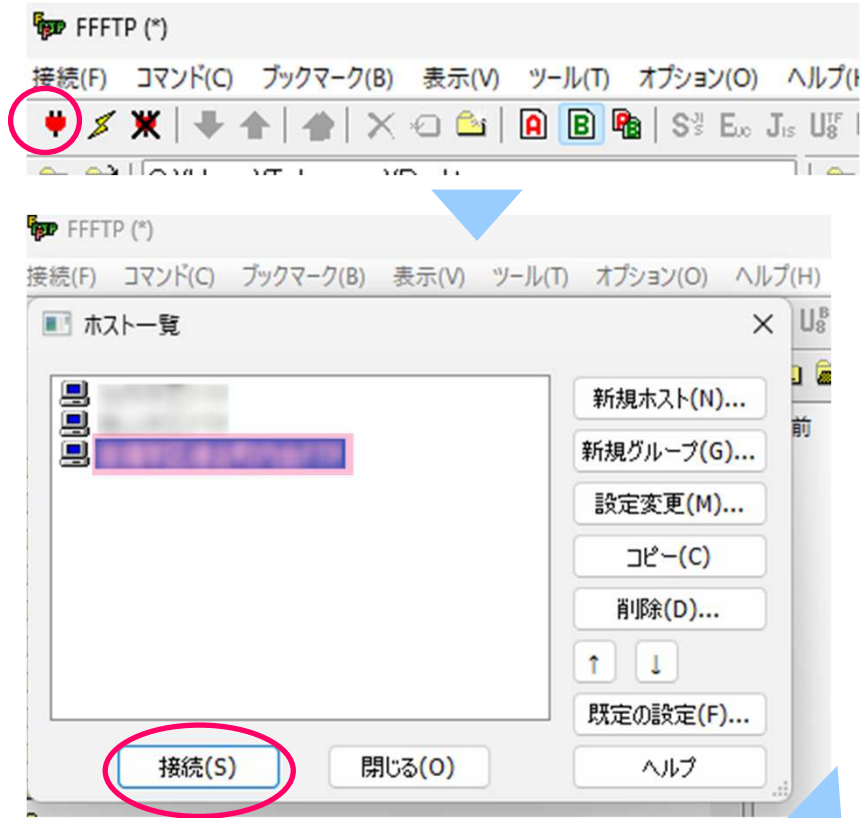 FFFTP (*)
接続(F) コマンド(C) ブックマーク(B) 表示(V) ツール(T) オプション(O) ヘルプ(
FFFTP (*)
接続(F) コマンド(C) ブックマーク(B) 表示(V) ツール(T) オプション(O) ヘルプ(H)
ホスト一覧
新規ホスト(N)...
前
新規グループ(G)...
設定変更(M)...
コピー(C)
削除(D)...
↑ ↓
既定の設定(F)...
接続(S) 閉じる(O) ヘルプ